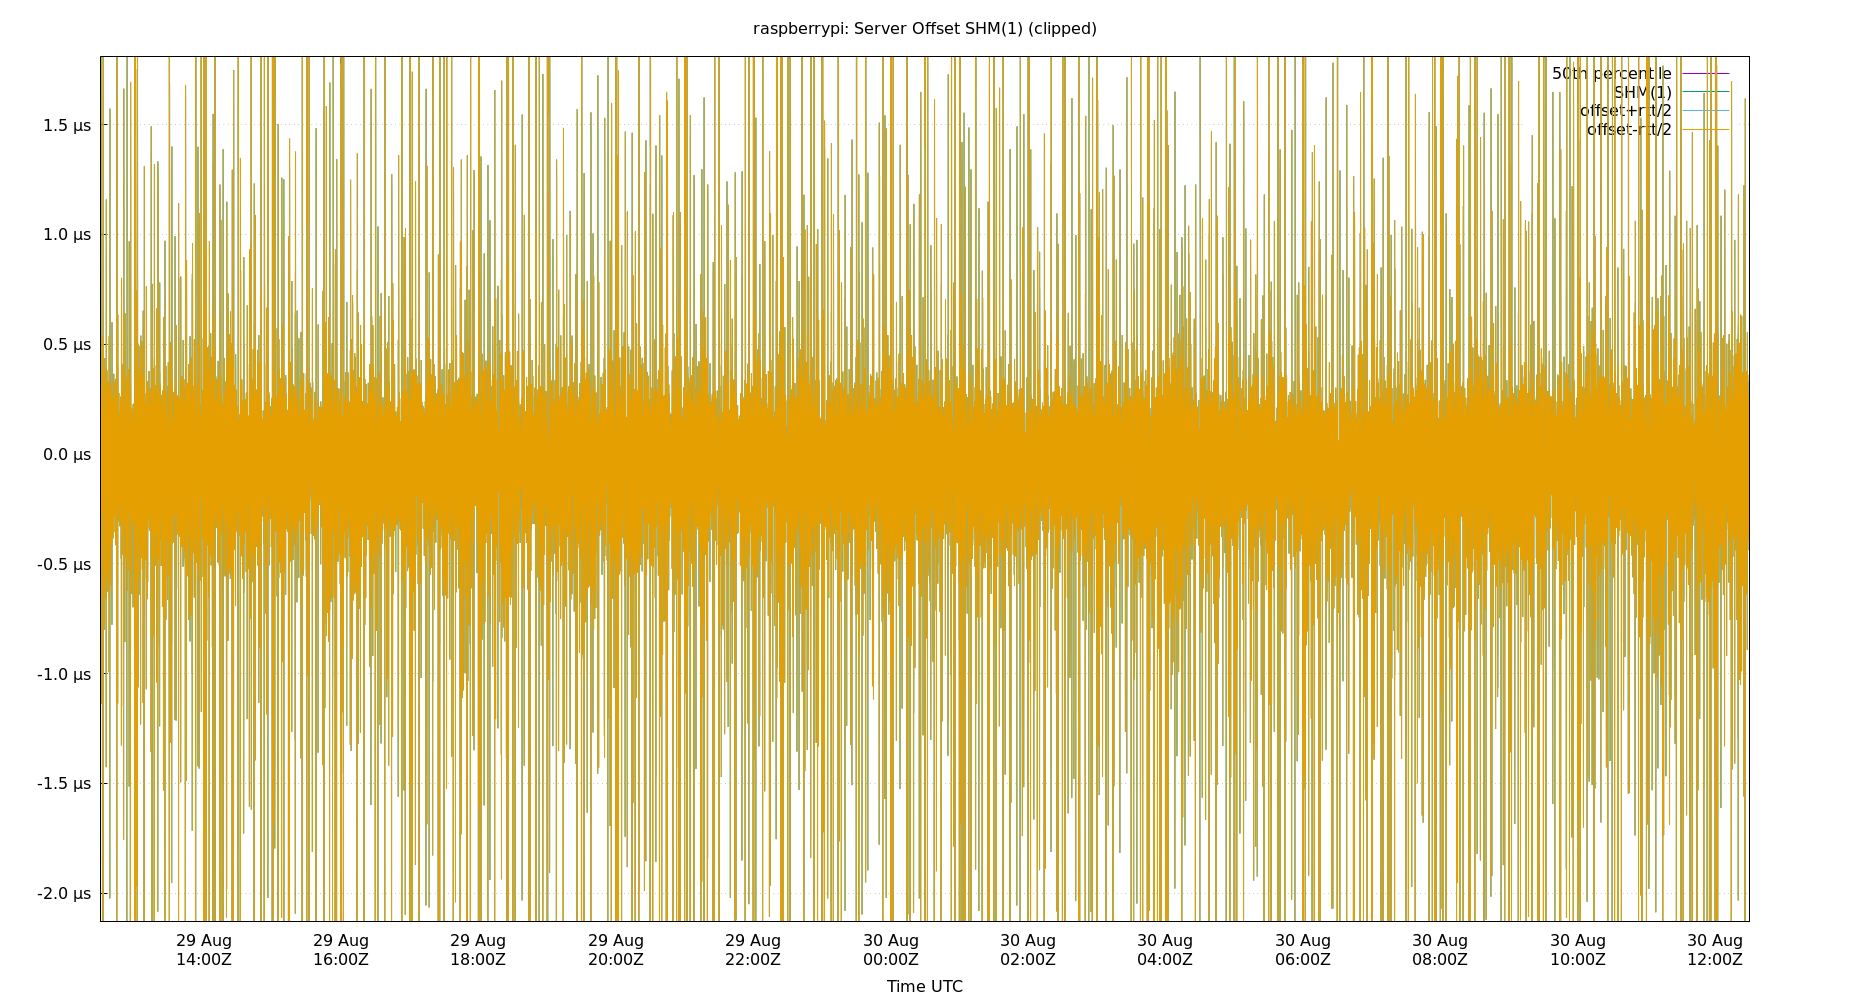 raspberrypi: Server Offset SHM(1) (clipped)
50th percentile
SHM(1)
offset+rtt/2
offset-rtt/2
1.5 µs
1.0 µs
0.5 µs
0.0 µs
-0.5 µs
-1.0 µs
-1.5 µs
-2.0 µs
29 Aug 29 Aug 29 Aug 29 Aug 29 Aug 30 Aug 30 Aug 30 Aug 30 Aug 30 Aug 30 Aug 30 Aug
14:00Z 16:00Z 18:00Z 20:00Z 22:00Z 00:00Z 02:00Z 04:00Z 06:00Z 08:00Z 10:00Z 12:00Z
Time UTC